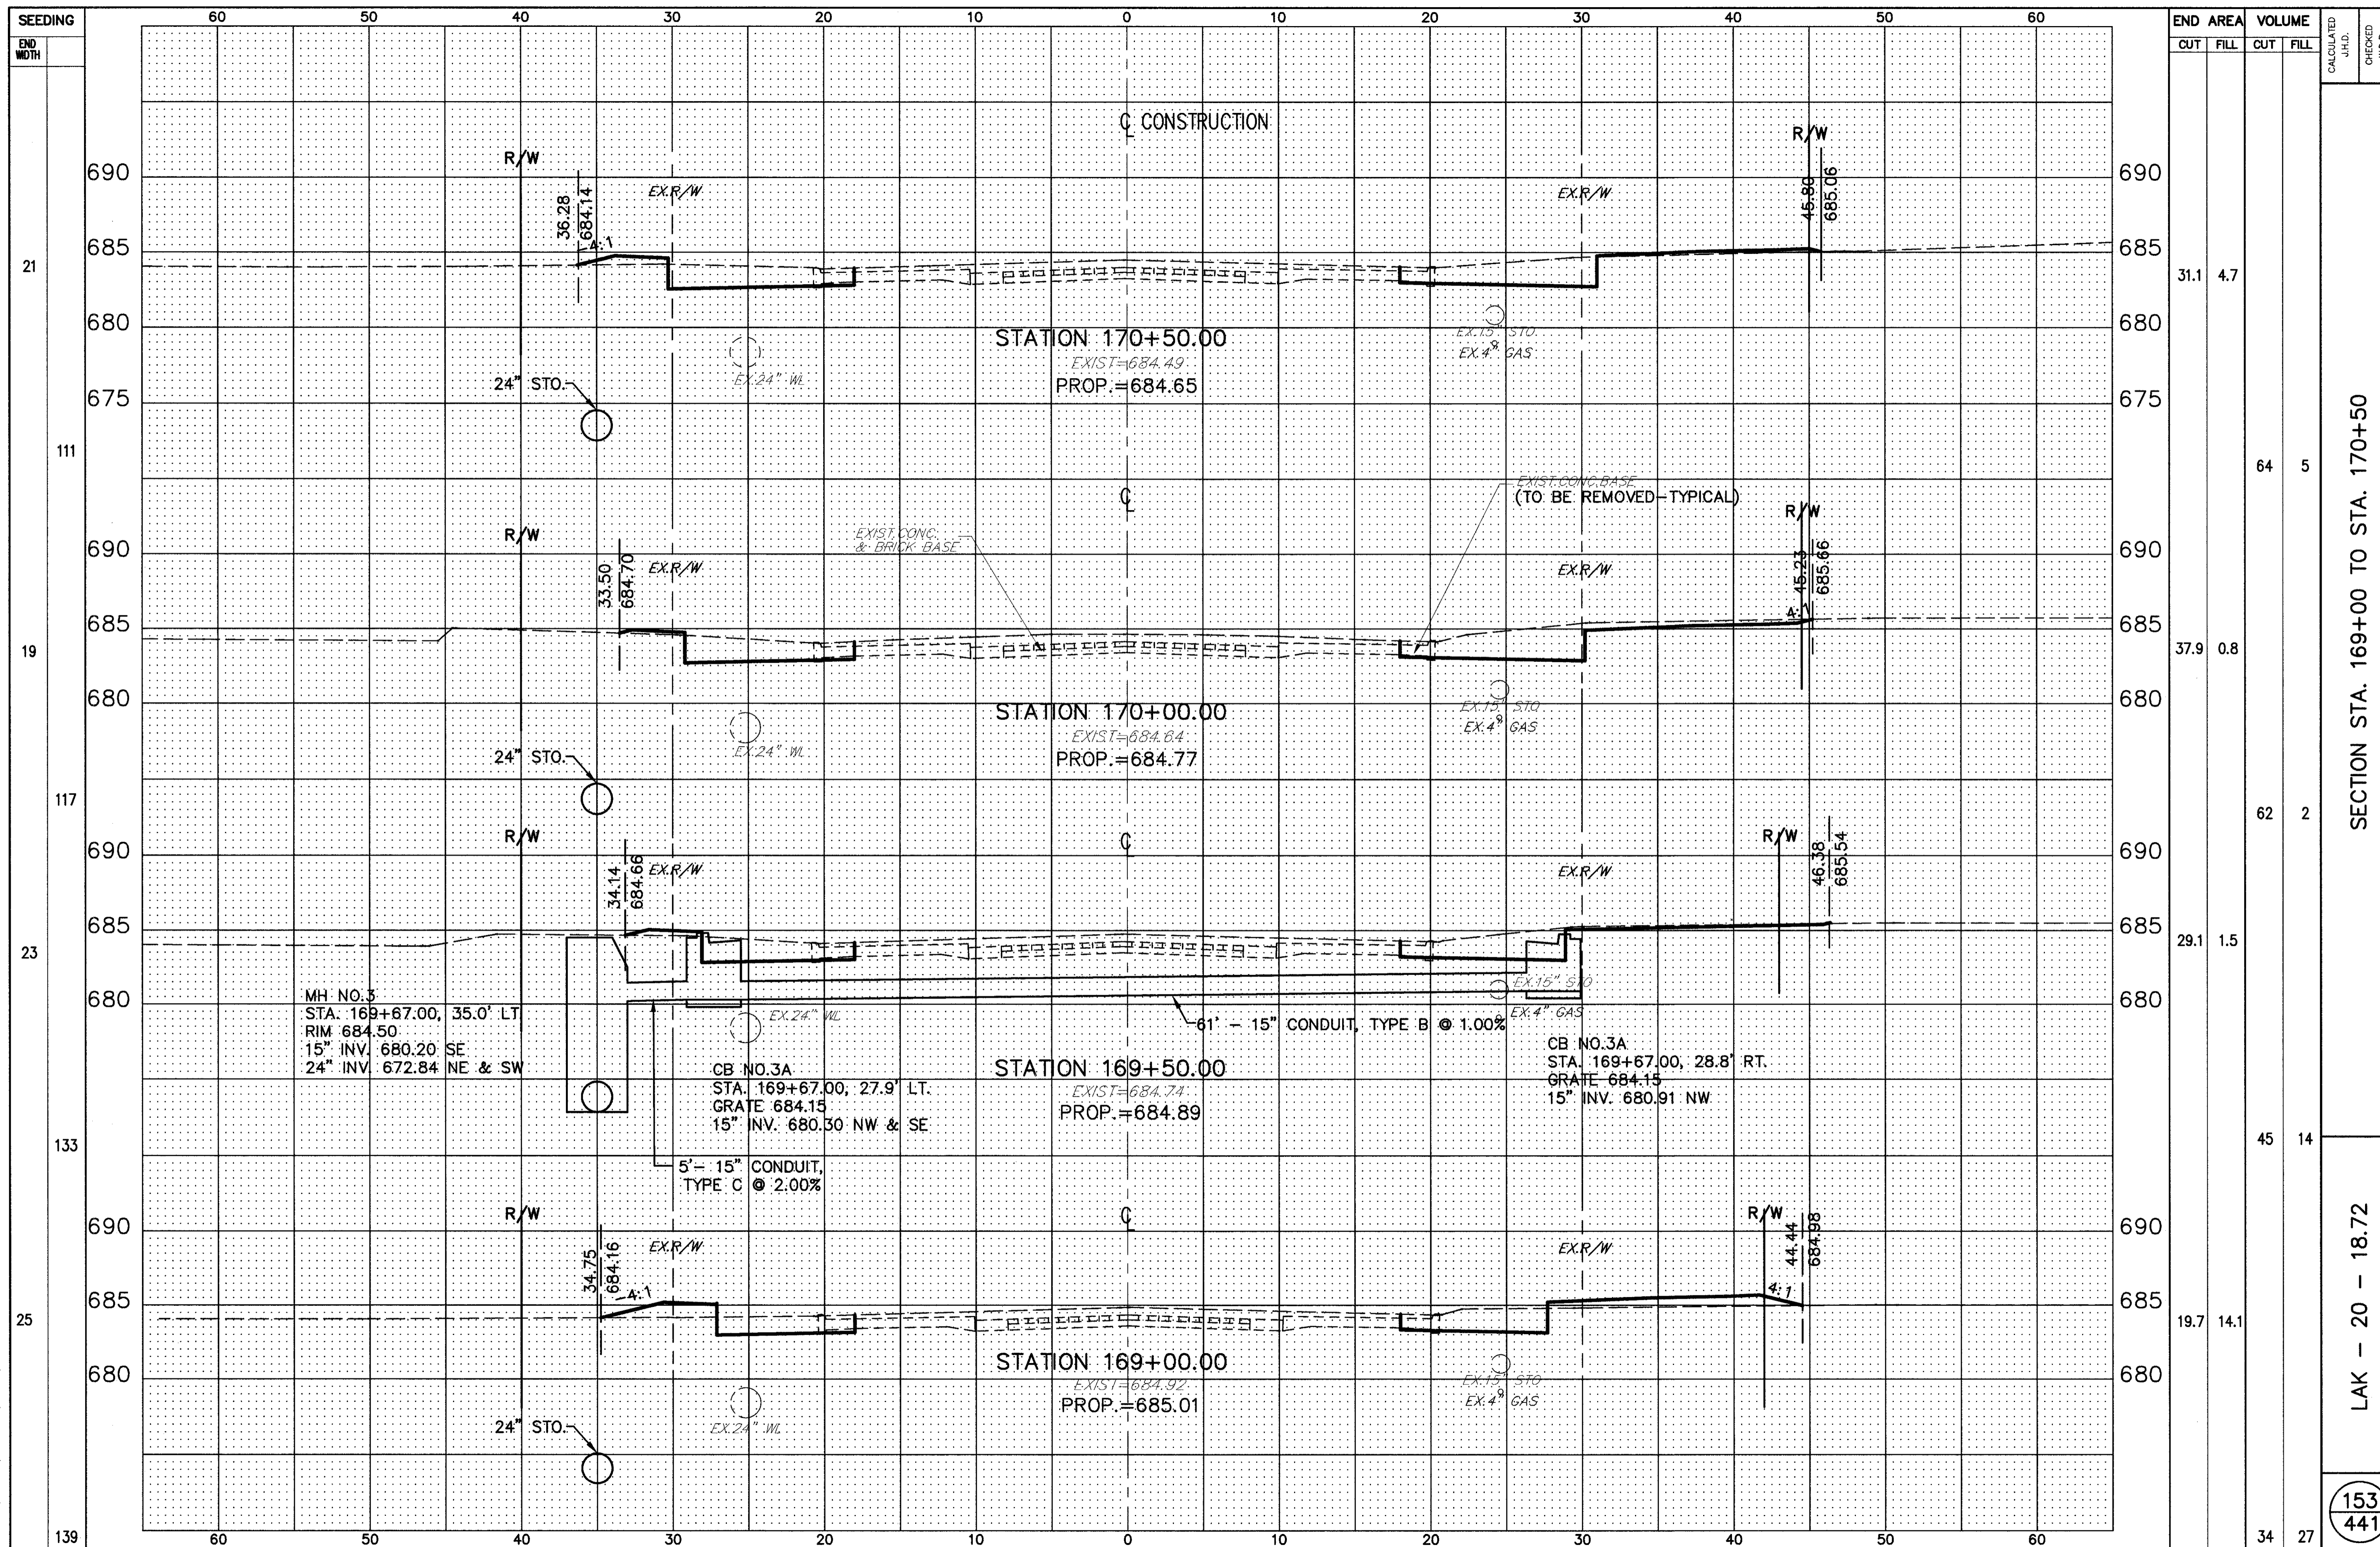 SEEDING
END
WIDTH
60 50 40 30 20 10 0 10 20 30 40 50 60
END AREA VOLUME
CUT FILL CUT FILL
CALCULATED
J.H.D.
CHECKED
℄ CONSTRUCTION
R/W
R/W
690
36.28
684.14
EX.R/W
EX.R/W
45.80
685.06
690
685
4:1
685
21
31.1 4.7
680
680
STATION 170+50.00
EXIST=684.49
PROP.=684.65
EX.24" WL
EX.15" STO.
EX.4" GAS
24" STO.
675
675
111
64 5
℄
EXIST.CONC.BASE
(TO BE REMOVED-TYPICAL)
R/W
R/W
EXIST.CONC.
& BRICK BASE
690
33.50
684.70
EX.R/W
EX.R/W
45.23
685.66
690
685
4:1
685
19
37.9 0.8
680
680
STATION 170+00.00
EXIST=684.64
PROP.=684.77
EX.24" WL
EX.15" STO
EX.4" GAS
24" STO.
117
62 2
R/W
℄
R/W
690
34.14
684.66
EX.R/W
EX.R/W
46.38
685.54
690
685
685
23
29.1 1.5
680
680
MH NO.3
STA. 169+67.00, 35.0' LT
RIM 684.50
15" INV. 680.20 SE
24" INV. 672.84 NE & SW
EX.24" WL
EX.15" STO
EX.4" GAS
61' - 15" CONDUIT, TYPE B @ 1.00%
CB NO.3A
STA. 169+67.00, 27.9' LT.
GRATE 684.15
15" INV. 680.30 NW & SE
STATION 169+50.00
EXIST=684.74
PROP.=684.89
CB NO.3A
STA. 169+67.00, 28.8' RT.
GRATE 684.15
15" INV. 680.91 NW
133
45 14
5'- 15" CONDUIT,
TYPE C @ 2.00%
R/W
℄
R/W
690
34.75
684.16
EX.R/W
EX.R/W
44.44
684.98
690
685
4:1
4:1
685
25
19.7 14.1
680
680
STATION 169+00.00
EXIST=684.92
PROP.=685.01
EX.24" WL
EX.15" STO
EX.4" GAS
24" STO.
139
34 27
60 50 40 30 20 10 0 10 20 30 40 50 60
SECTION STA. 169+00 TO STA. 170+50
LAK - 20 - 18.72
153
441